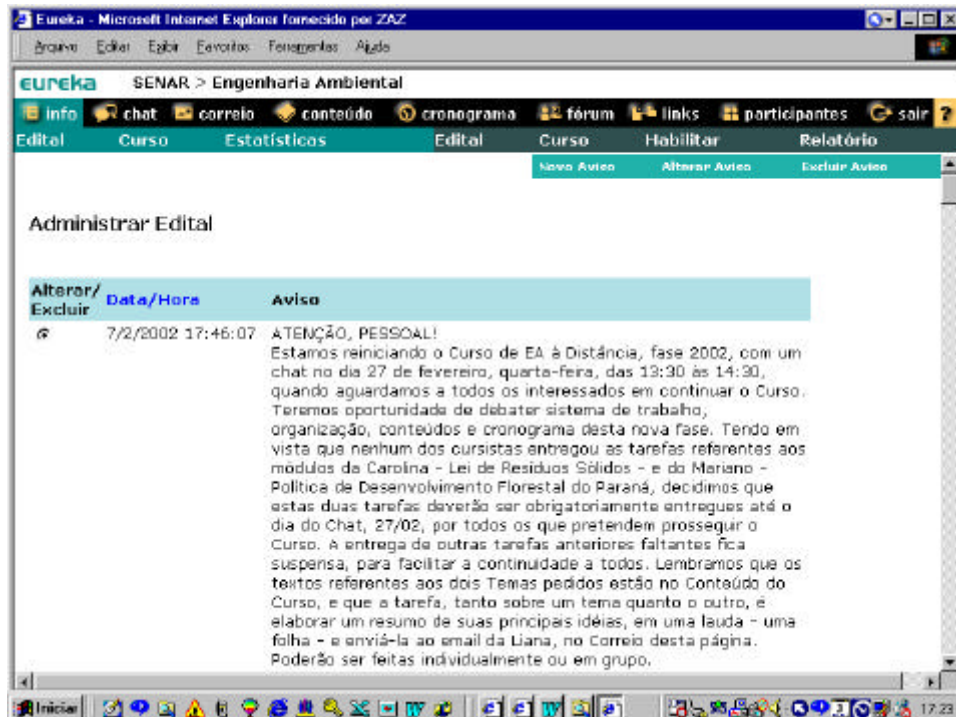 Eureka - Microsoft Internet Explorer fornecido por ZAZ
Arquivo Editar Exibir Favoritos Ferramentas Ajuda
eureka SENAR > Engenharia Ambiental
info chat correio conteúdo cronograma fórum links participantes sair ?
Edital Curso Estatísticas Edital Curso Habilitar Relatório
Novo Aviso Alterar Aviso Excluir Aviso
Administrar Edital
Alterar/
Excluir Data/Hora Aviso
7/2/2002 17:46:07 ATENÇÃO, PESSOAL!
Estamos reiniciando o Curso de EA à Distância, fase 2002, com um
chat no dia 27 de fevereiro, quarta-feira, das 13:30 às 14:30,
quando aguardamos a todos os interessados em continuar o Curso.
Teremos oportunidade de debater sistema de trabalho,
organização, conteúdos e cronograma desta nova fase. Tendo em
vista que nenhum dos cursistas entregou as tarefas referentes aos
módulos da Carolina - Lei de Resíduos Sólidos - e do Mariano -
Política de Desenvolvimento Florestal do Paraná, decidimos que
estas duas tarefas deverão ser obrigatoriamente entregues até o
dia do Chat, 27/02, por todos os que pretendem prosseguir o
Curso. A entrega de outras tarefas anteriores faltantes fica
suspensa, para facilitar a continuidade a todos. Lembramos que os
textos referentes aos dois Temas pedidos estão no Conteúdo do
Curso, e que a tarefa, tanto sobre um tema quanto o outro, é
elaborar um resumo de suas principais idéias, em uma lauda - uma
folha - e enviá-la ao email da Liana, no Correio desta página.
Poderão ser feitas individualmente ou em grupo.
Iniciar 17:23